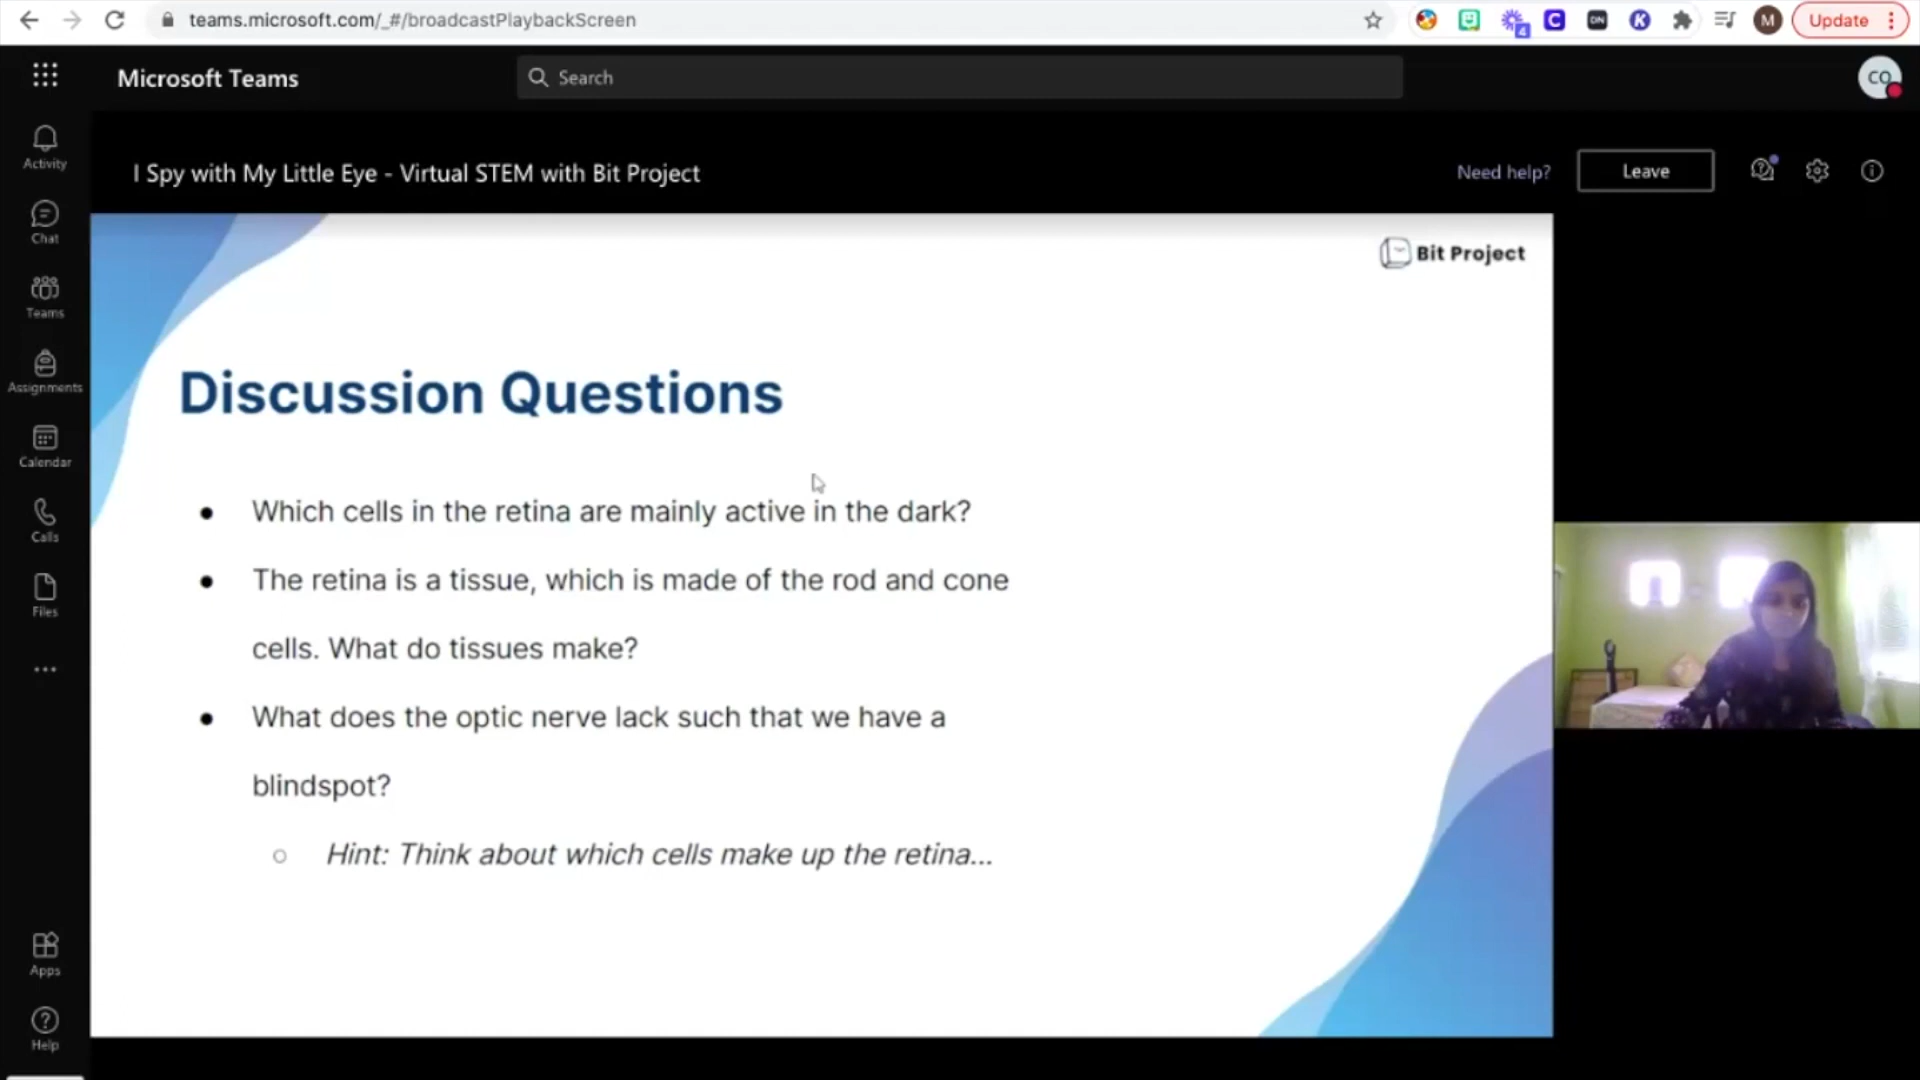 teams.microsoft.com/_#/broadcastPlaybackScreen
4
C
DN
K
M
Update
Microsoft Teams
Search
CO
Activity
I Spy with My Little Eye - Virtual STEM with Bit Project
Need help?
Leave
Chat
Bit Project
Teams
Assignments
Discussion Questions
Calendar
Calls
Files
• Which cells in the retina are mainly active in the dark?
• The retina is a tissue, which is made of the rod and cone
cells. What do tissues make?
• What does the optic nerve lack such that we have a
blindspot?
○ Hint: Think about which cells make up the retina...
Apps
Help